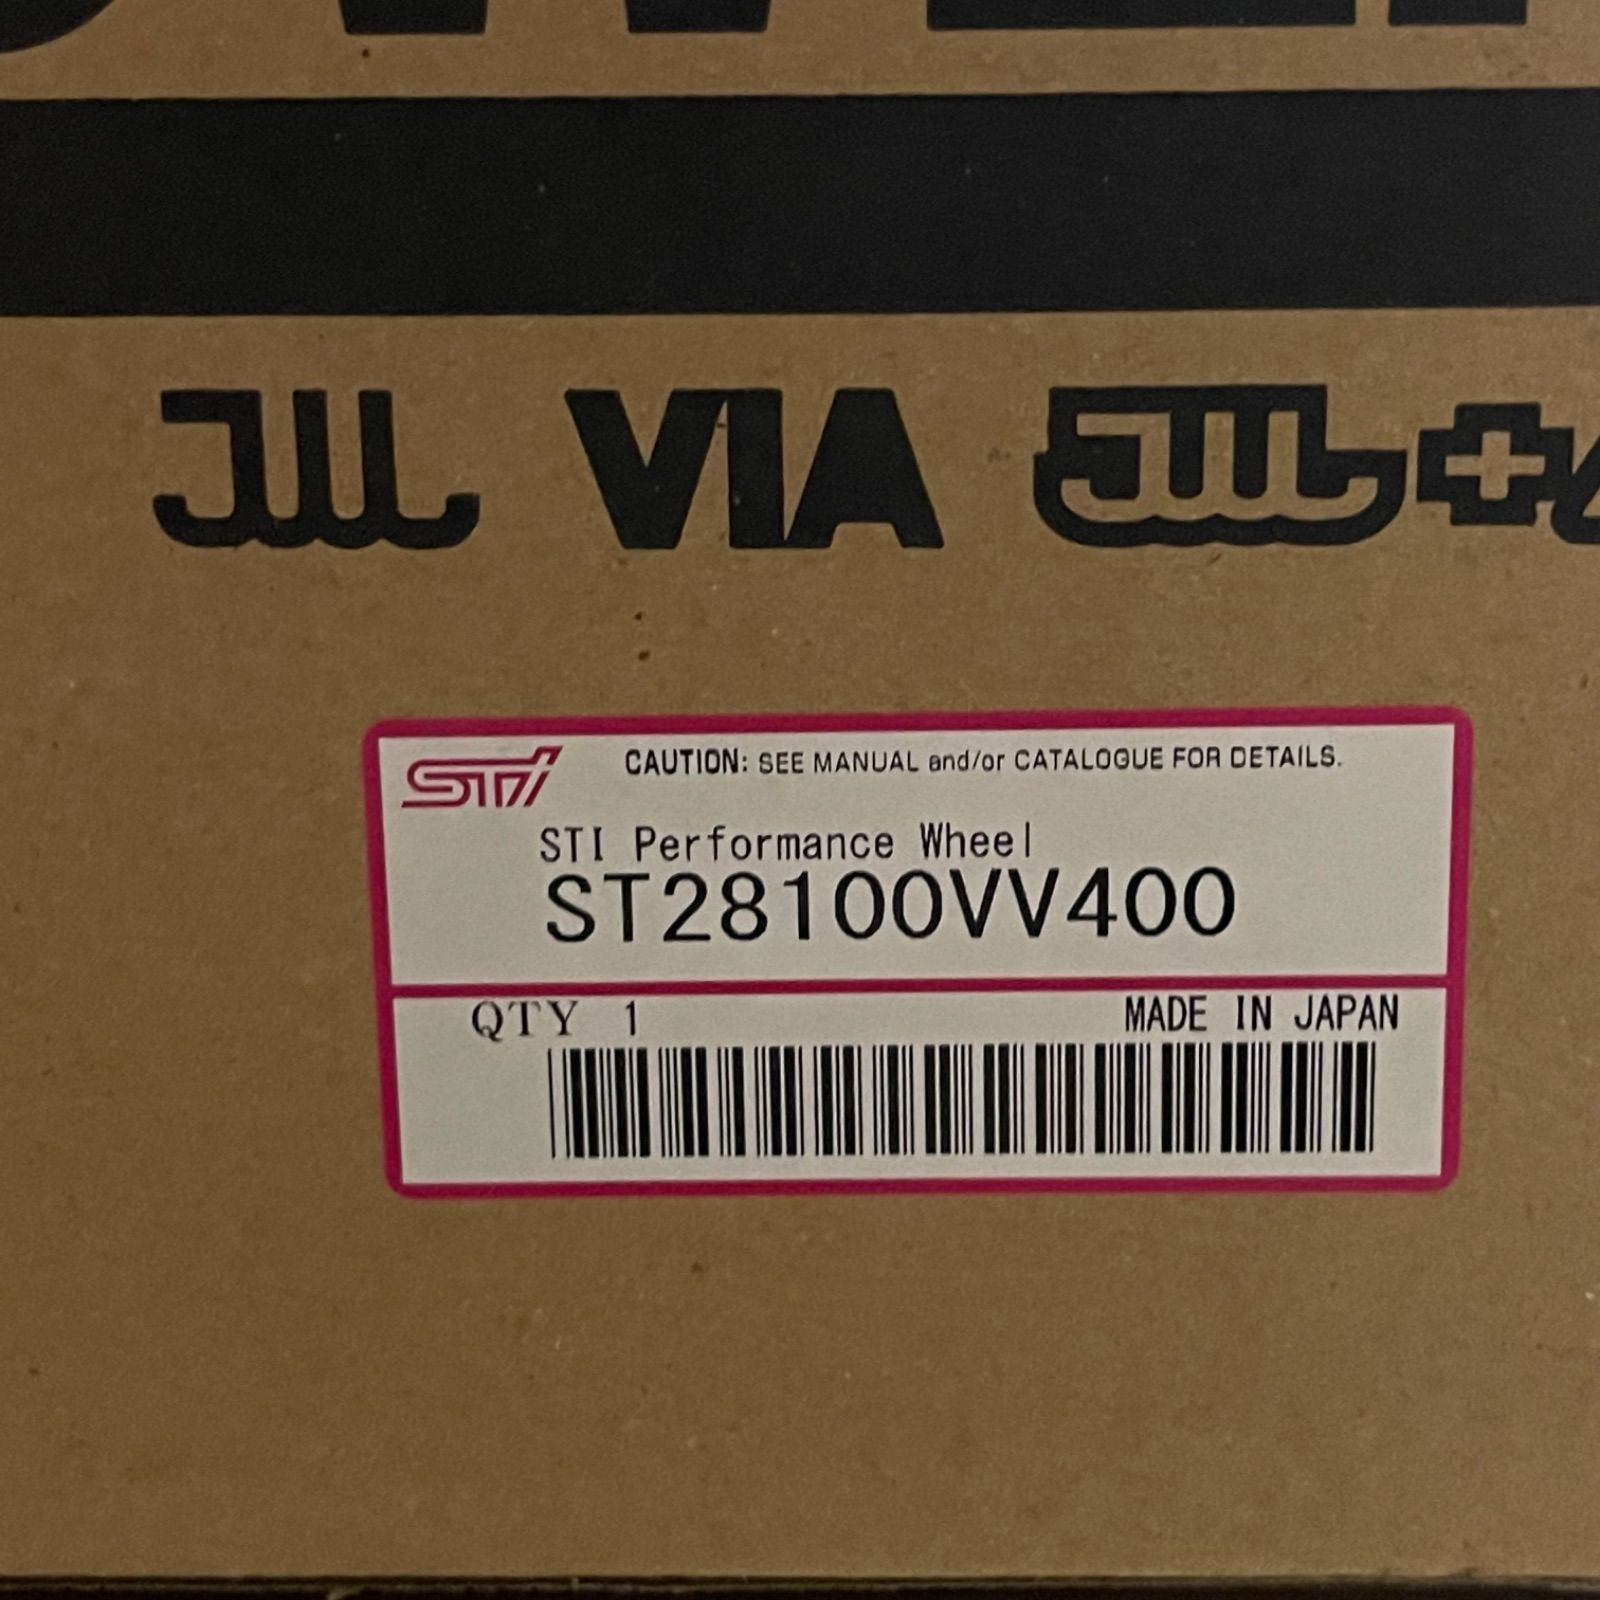 JWL VIA JWL+
STI CAUTION: SEE MANUAL and/or CATALOGUE FOR DETAILS.
STI Performance Wheel
ST28100VV400
QTY 1 MADE IN JAPAN